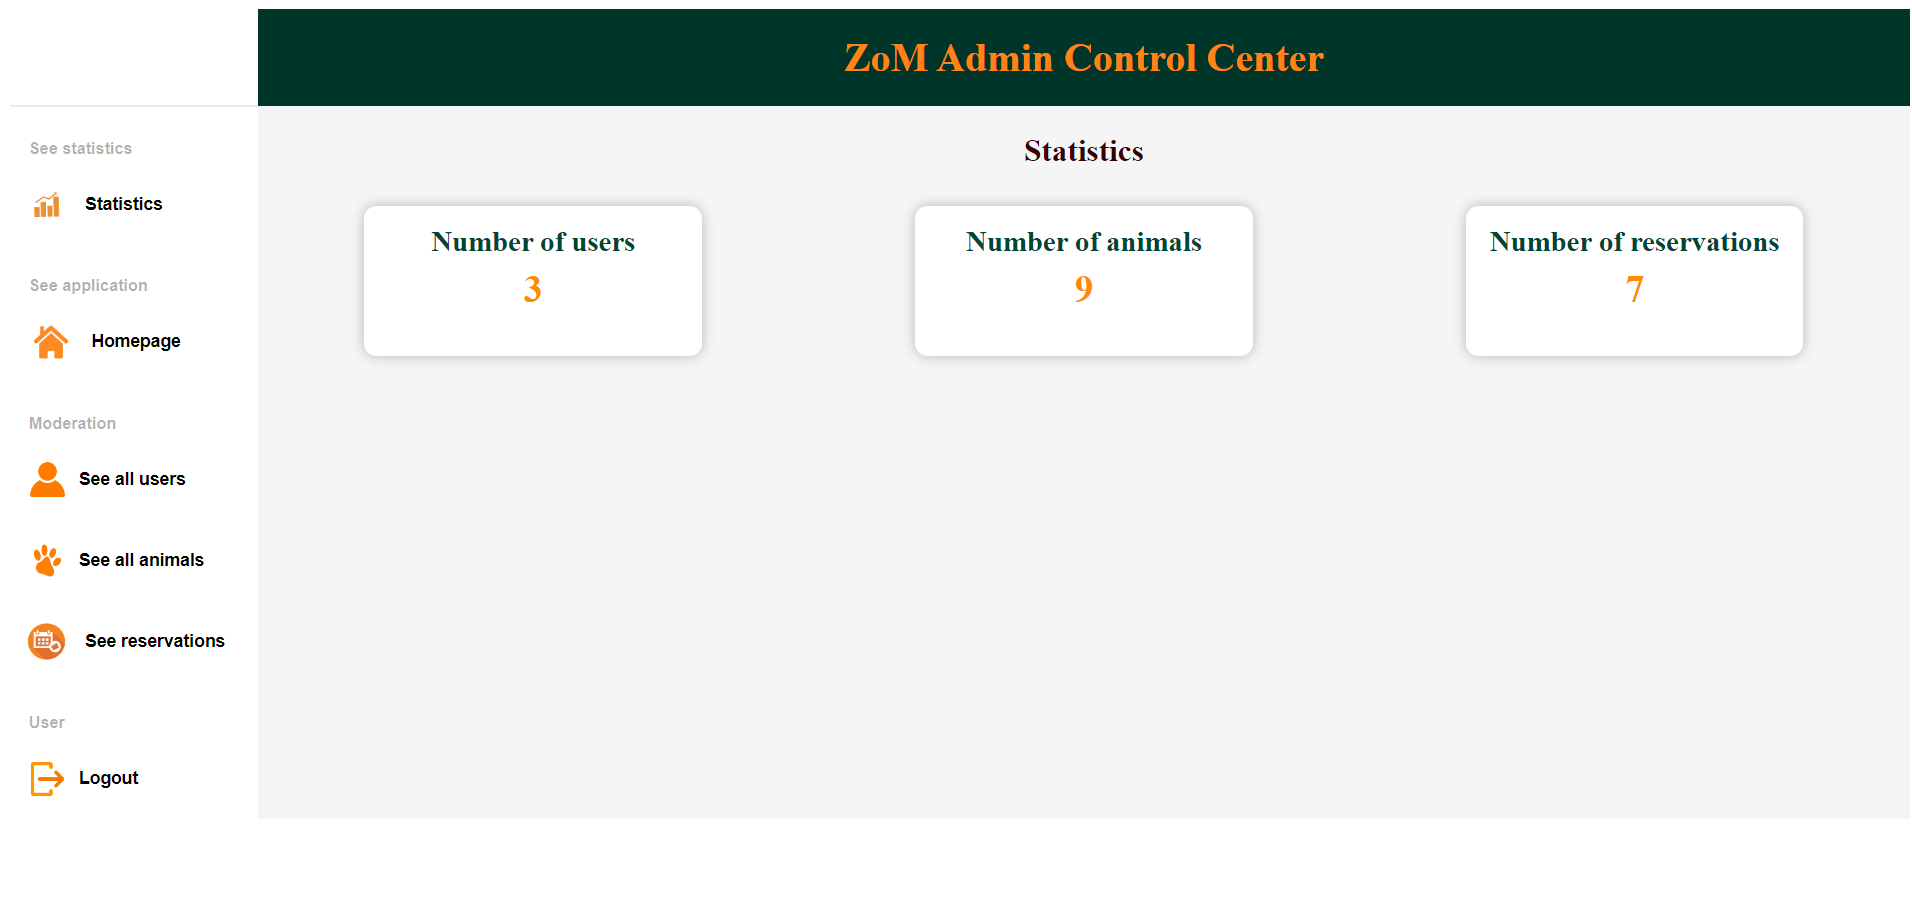 ZoM Admin Control Center
See statistics
Statistics
See application
Homepage
Moderation
See all users
See all animals
See reservations
User
Logout
Statistics
Number of users
3
Number of animals
9
Number of reservations
7